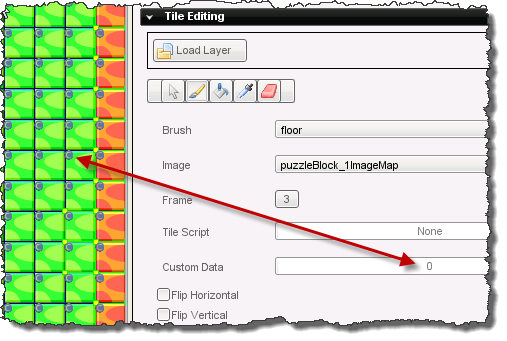 Tile Editing
Load Layer
Brush floor
Image puzzleBlock_1ImageMap
Frame 3
Tile Script None
Custom Data 0
Flip Horizontal
Flip Vertical